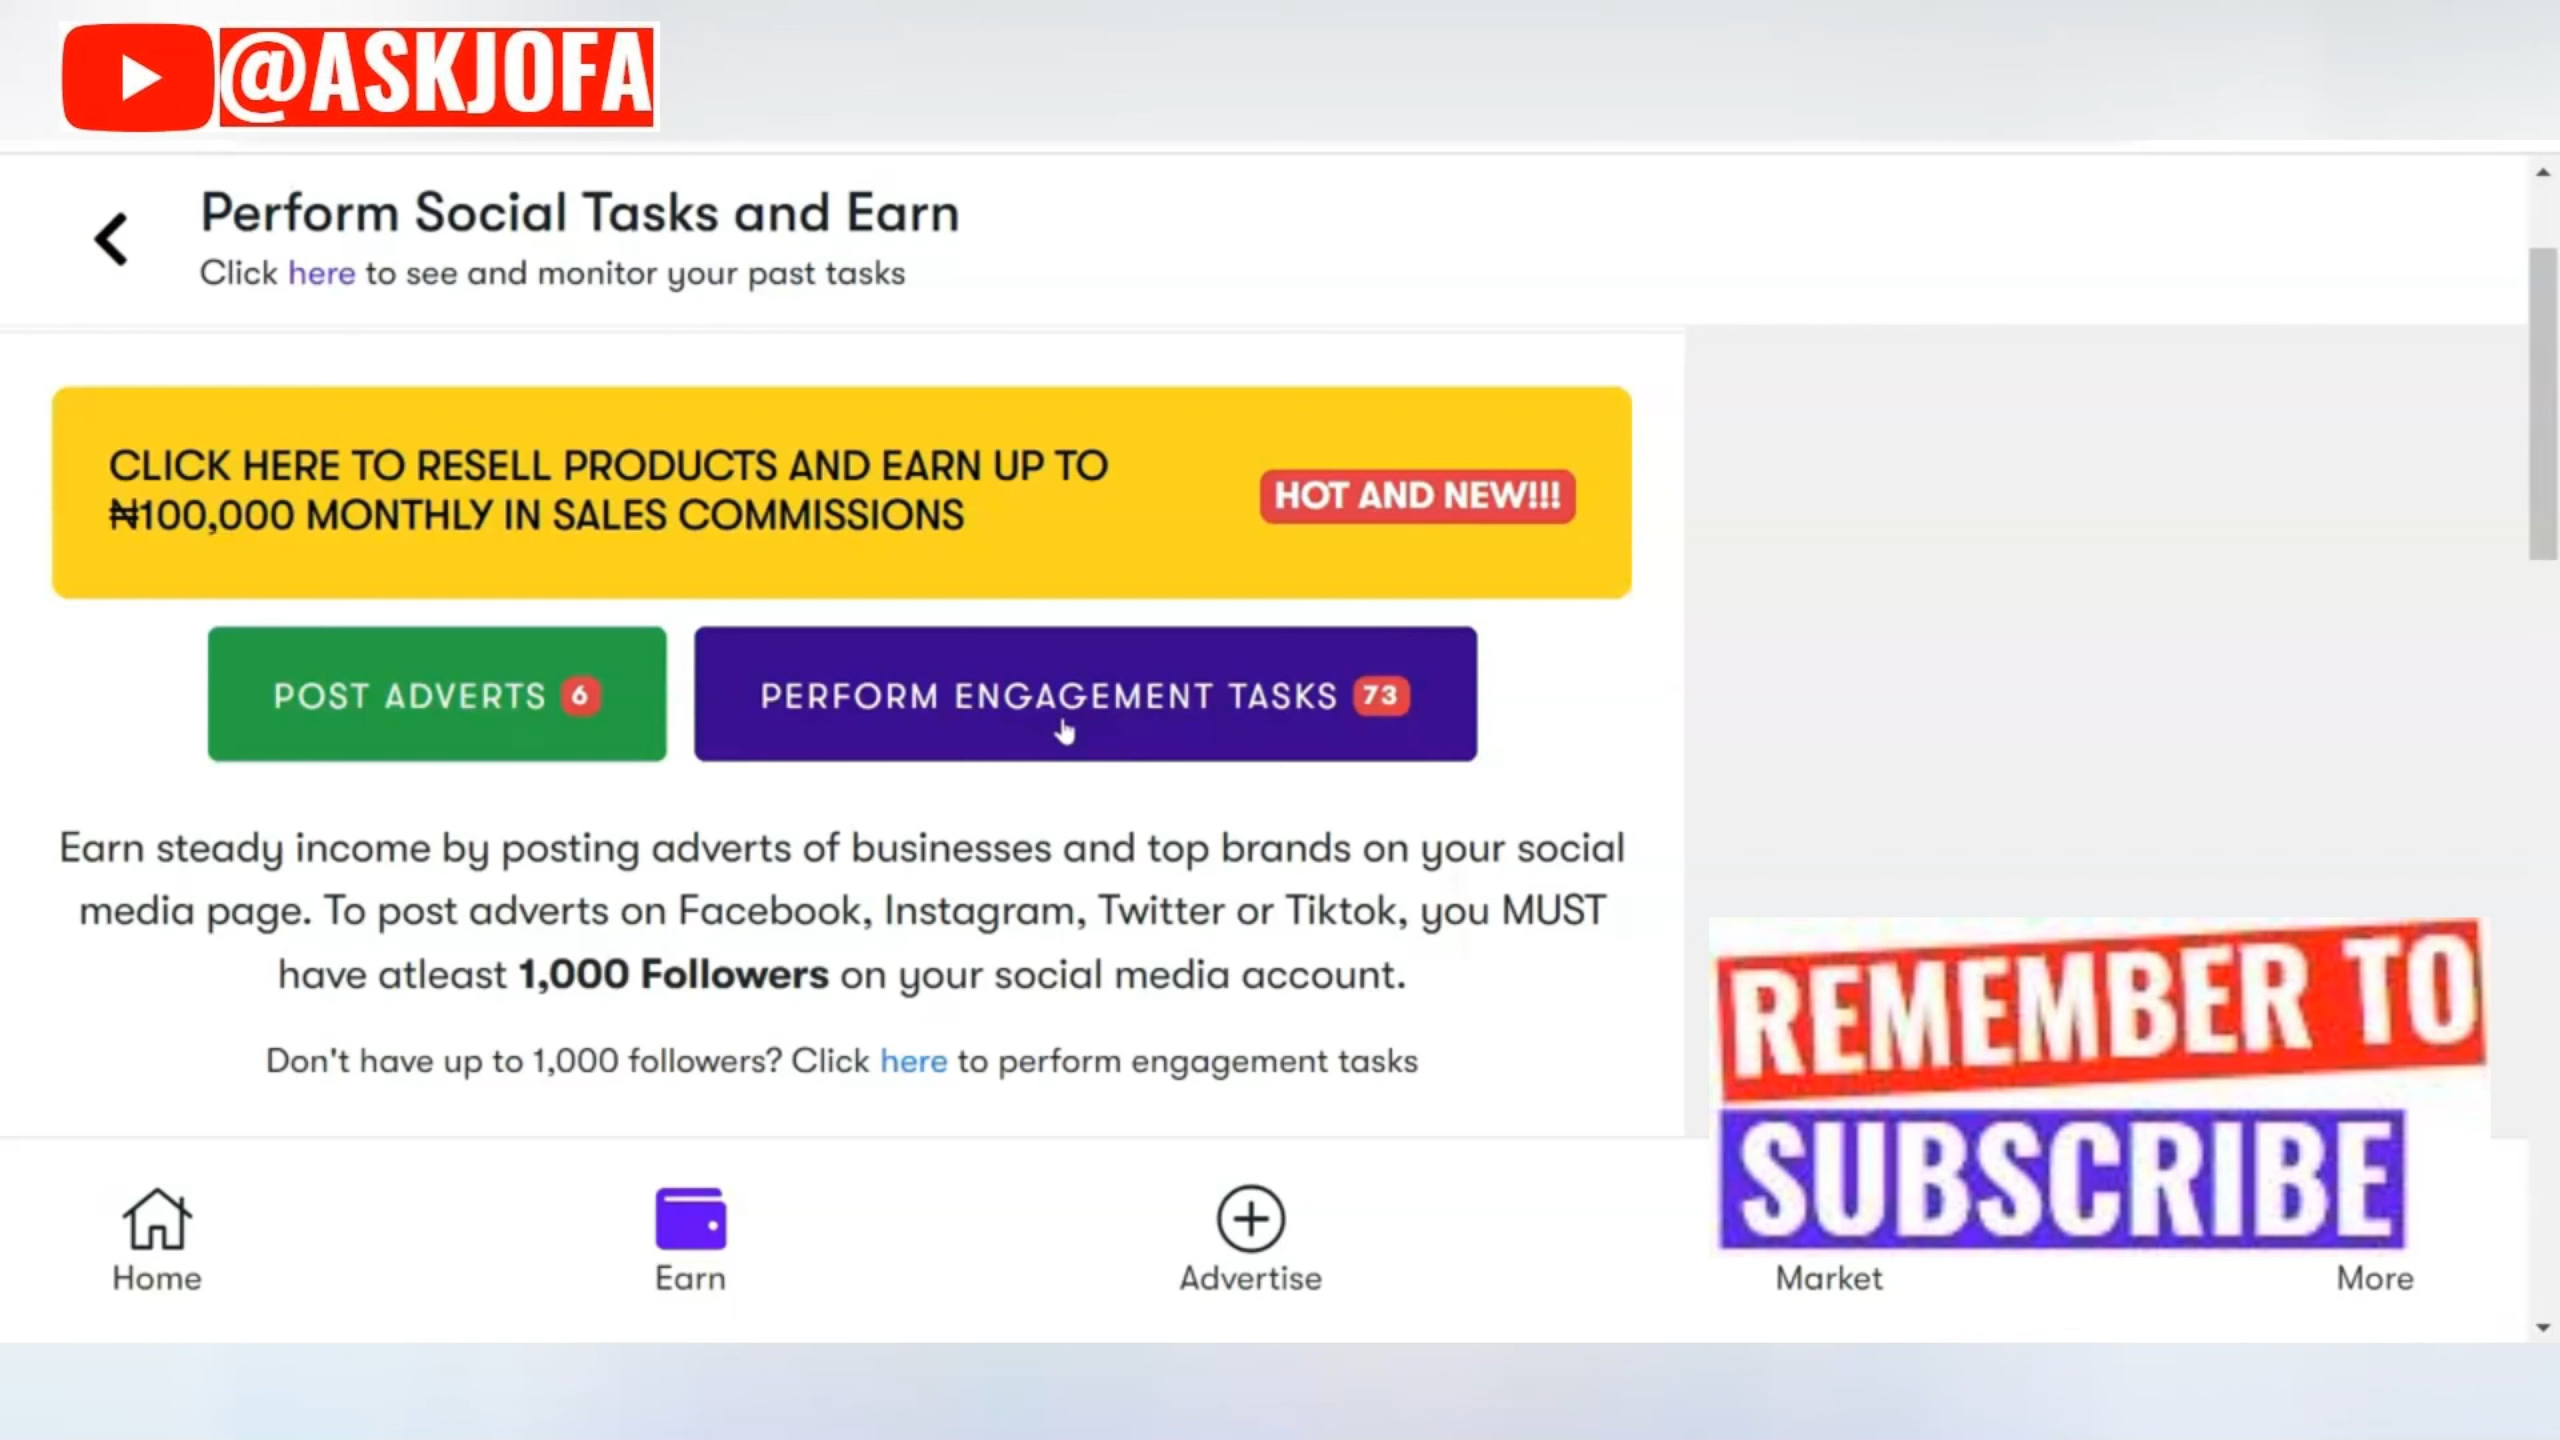 @ASKJOFA
Perform Social Tasks and Earn
Click here to see and monitor your past tasks
CLICK HERE TO RESELL PRODUCTS AND EARN UP TO
₦100,000 MONTHLY IN SALES COMMISSIONS
HOT AND NEW!!!
POST ADVERTS 6
PERFORM ENGAGEMENT TASKS 73
Earn steady income by posting adverts of businesses and top brands on your social
media page. To post adverts on Facebook, Instagram, Twitter or Tiktok, you MUST
have atleast 1,000 Followers on your social media account.
Don't have up to 1,000 followers? Click here to perform engagement tasks
REMEMBER TO
SUBSCRIBE
Home
Earn
Advertise
Market
More